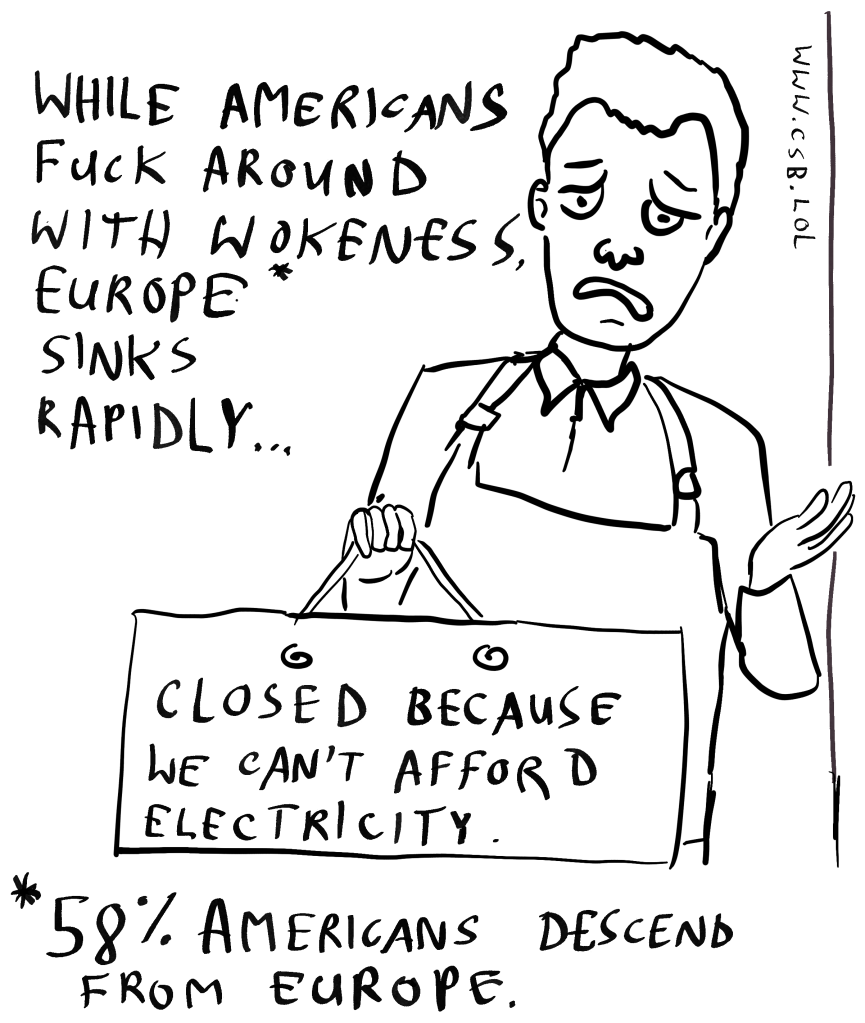 WHILE AMERICANS
FUCK AROUND
WITH WOKENESS,
EUROPE*
SINKS
RAPIDLY...
WWW.CSB.LOL
CLOSED BECAUSE
WE CAN'T AFFORD
ELECTRICITY.
*58% AMERICANS DESCEND
FROM EUROPE.